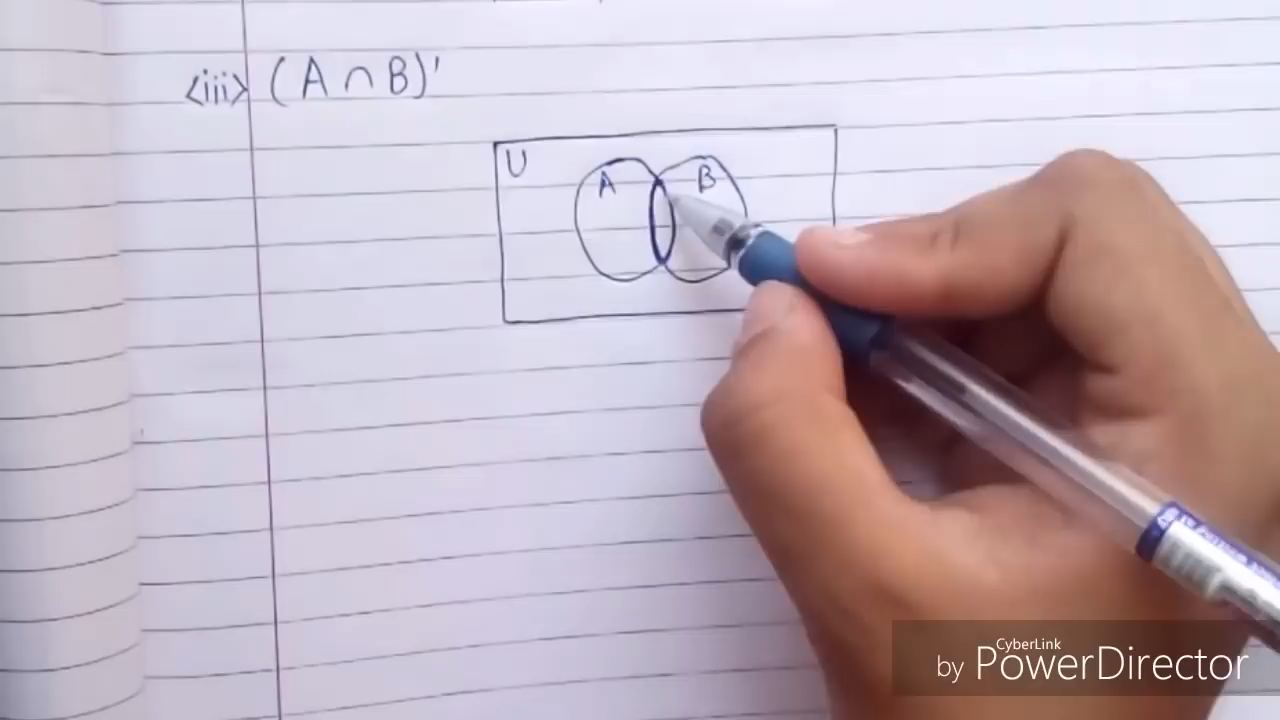 <iii> (A ∩ B)'
U
A B
CyberLink
by PowerDirector